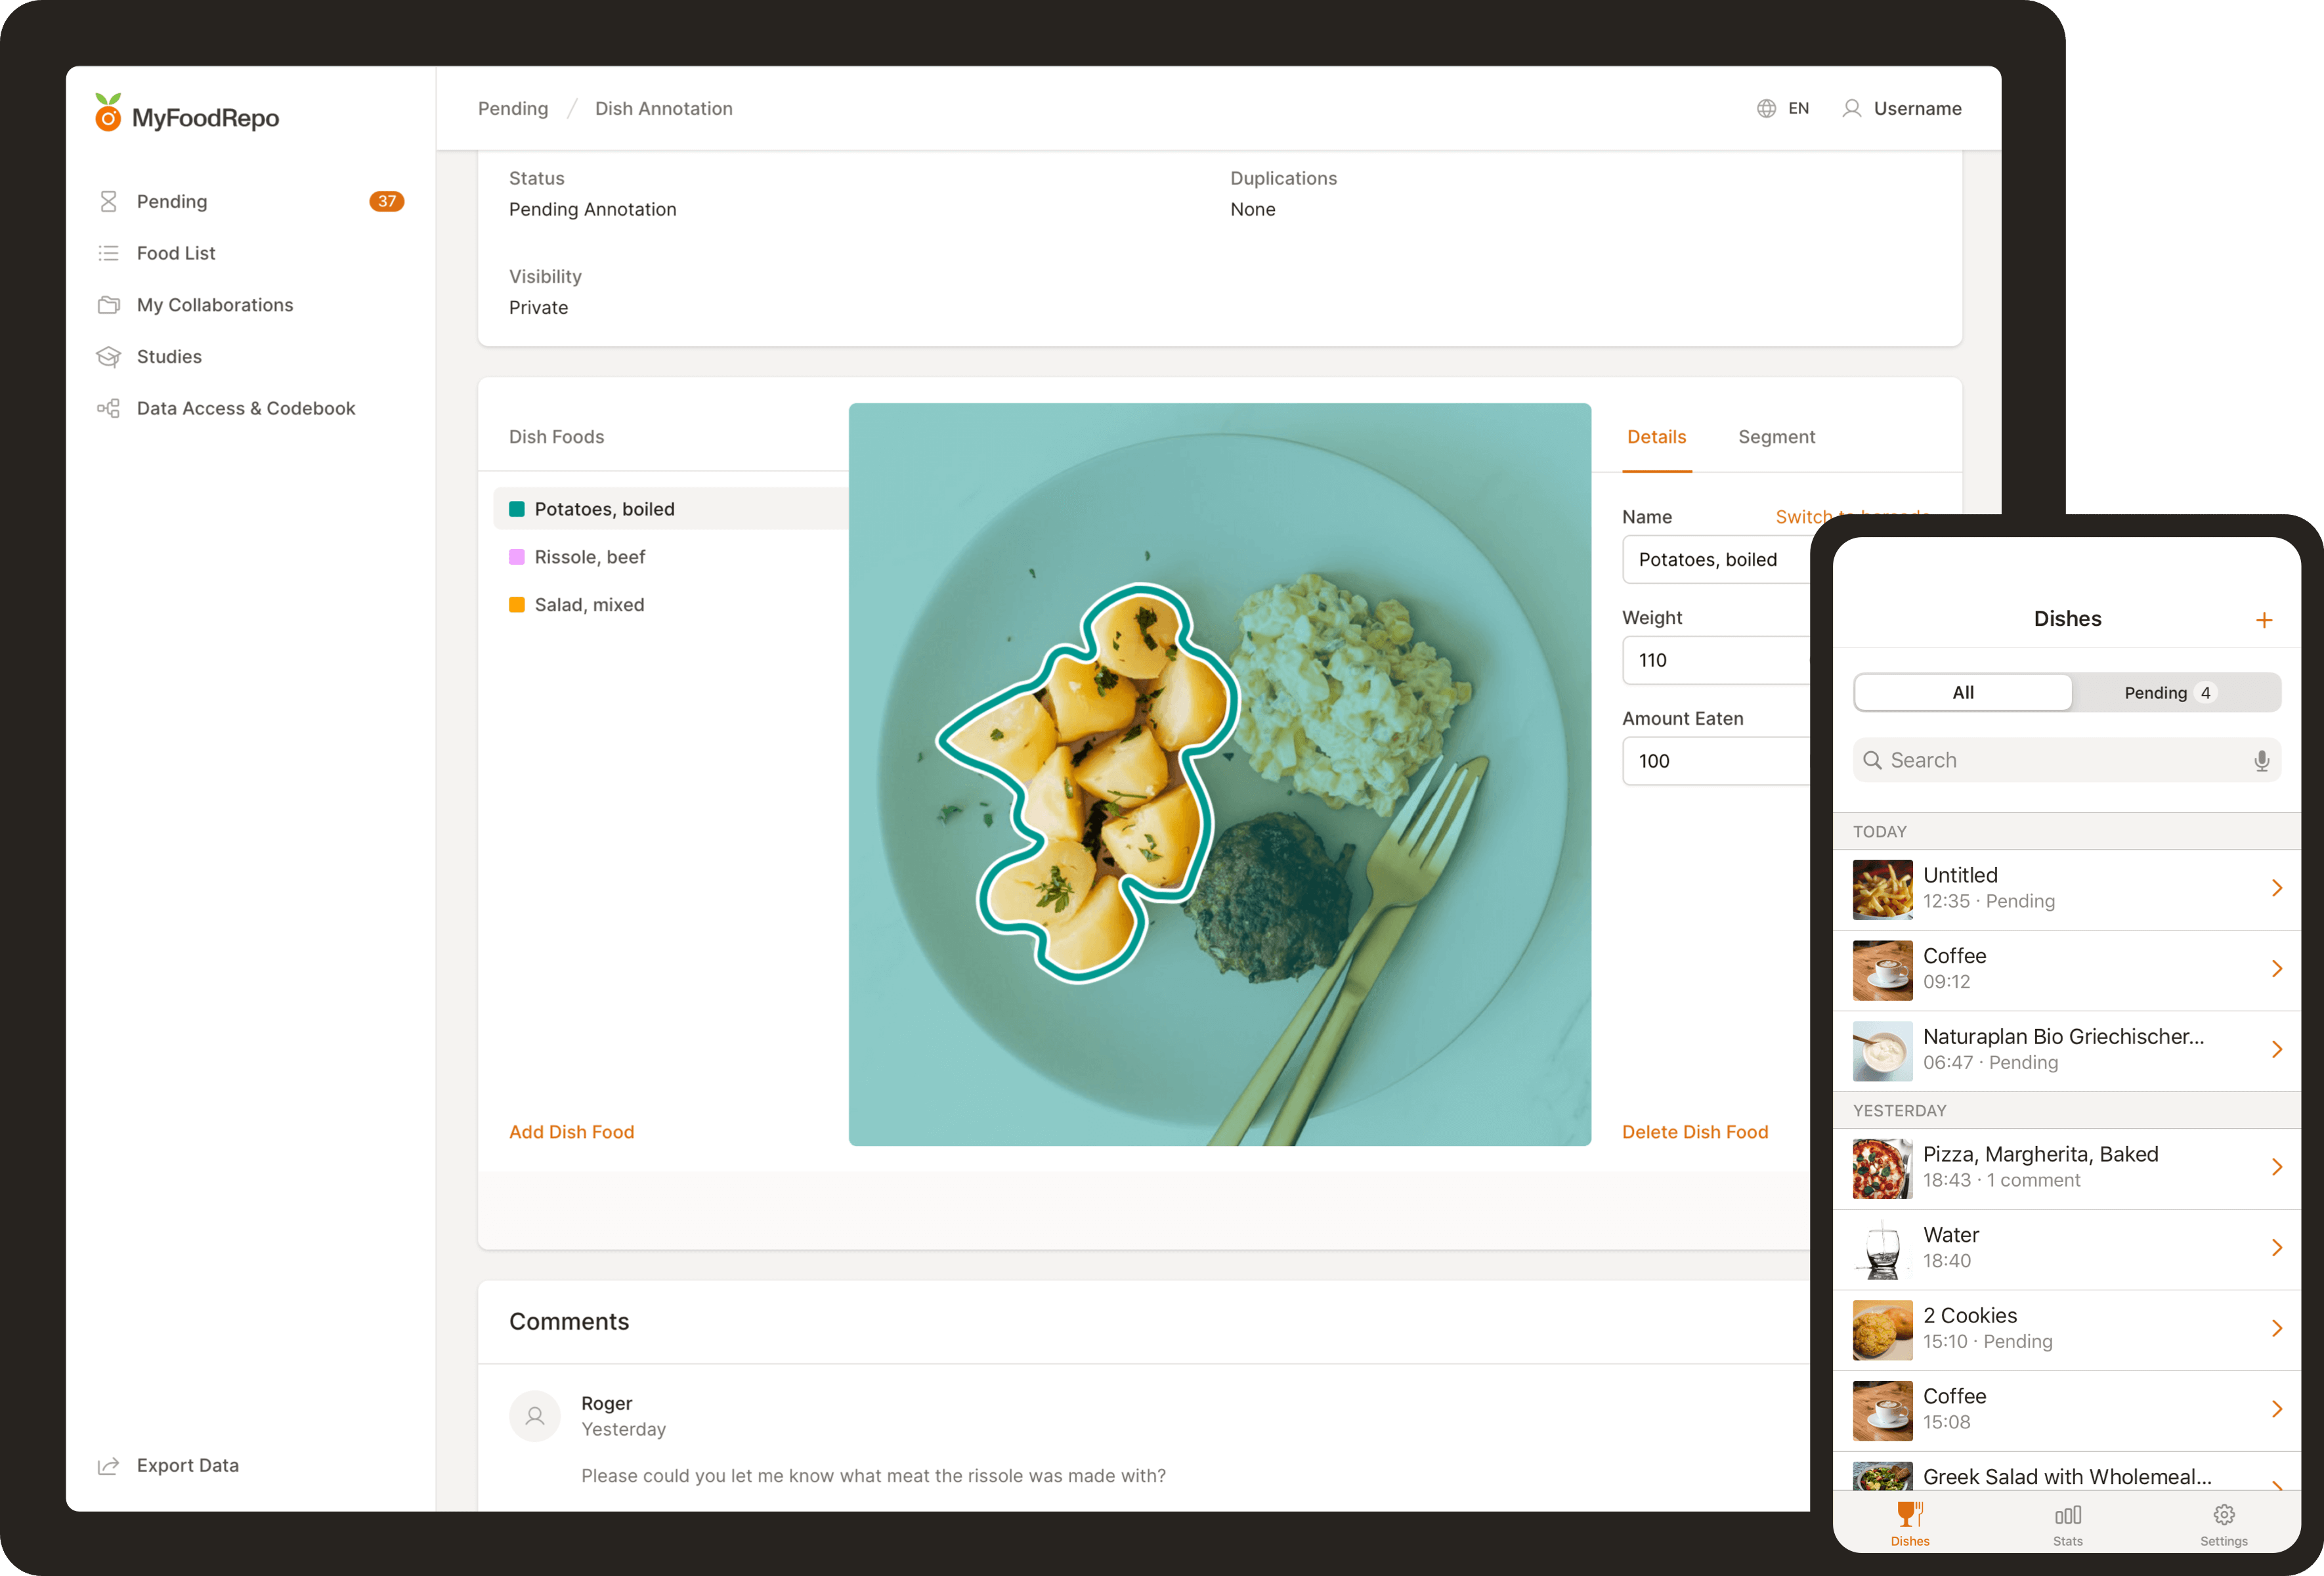 MyFoodRepo
Pending 37
Food List
My Collaborations
Studies
Data Access & Codebook
Export Data
Pending / Dish Annotation
EN
Username
Status
Pending Annotation
Duplications
None
Visibility
Private
Dish Foods
Potatoes, boiled
Rissole, beef
Salad, mixed
Add Dish Food
Details
Segment
Name
Switch to barcode
Potatoes, boiled
Weight
110
Amount Eaten
100
Delete Dish Food
Comments
Roger
Yesterday
Please could you let me know what meat the rissole was made with?
Dishes
+
All
Pending 4
Search
TODAY
Untitled
12:35 · Pending
Coffee
09:12
Naturaplan Bio Griechischer...
06:47 · Pending
YESTERDAY
Pizza, Margherita, Baked
18:43 · 1 comment
Water
18:40
2 Cookies
15:10 · Pending
Coffee
15:08
Greek Salad with Wholemeal...
Dishes
Stats
Settings